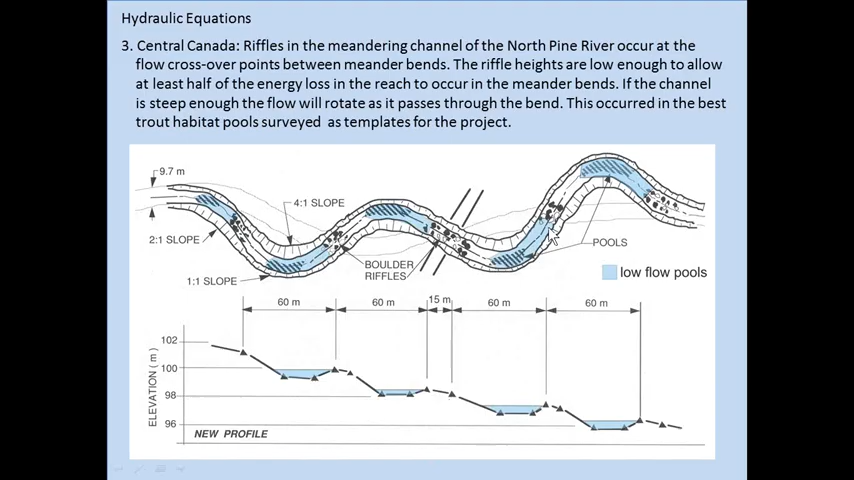 Hydraulic Equations
3. Central Canada: Riffles in the meandering channel of the North Pine River occur at the
flow cross-over points between meander bends. The riffle heights are low enough to allow
at least half of the energy loss in the reach to occur in the meander bends. If the channel
is steep enough the flow will rotate as it passes through the bend. This occurred in the best
trout habitat pools surveyed as templates for the project.
9.7 m
4:1 SLOPE
2:1 SLOPE
POOLS
BOULDER
RIFFLES
1:1 SLOPE
low flow pools
60 m 60 m 15 m 60 m 60 m
ELEVATION ( m )
102
100
98
96
NEW PROFILE